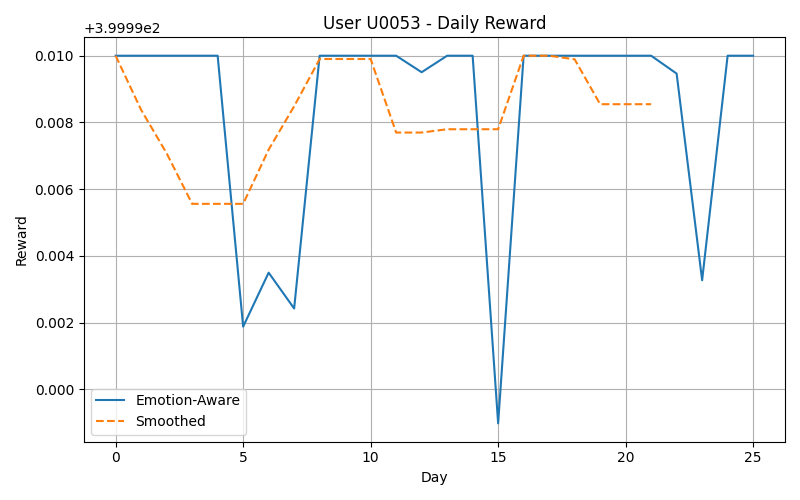 User U0053 - Daily Reward
+3.9999e2
0.010
0.008
0.006
0.004
0.002
0.000
Reward
Emotion-Aware
Smoothed
0 5 10 15 20 25
Day